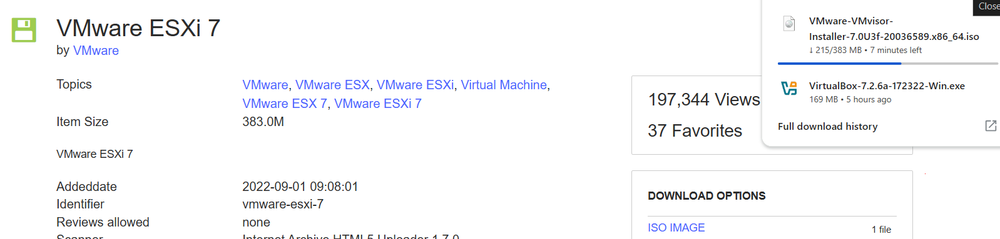 VMware ESXi 7
by VMware
Topics
VMware, VMware ESX, VMware ESXi, Virtual Machine,
VMware ESX 7, VMware ESXi 7
Item Size
383.0M
VMware ESXi 7
Addeddate
2022-09-01 09:08:01
Identifier
vmware-esxi-7
Reviews allowed
none
Scanner
Internet Archive HTML5 Uploader 1.7.0
197,344 Views
37 Favorites
DOWNLOAD OPTIONS
ISO IMAGE
1 file
Close
VMware-VMvisor-
Installer-7.0U3f-20036589.x86_64.iso
↓ 215/383 MB • 7 minutes left
VirtualBox-7.2.6a-172322-Win.exe
169 MB • 5 hours ago
Full download history